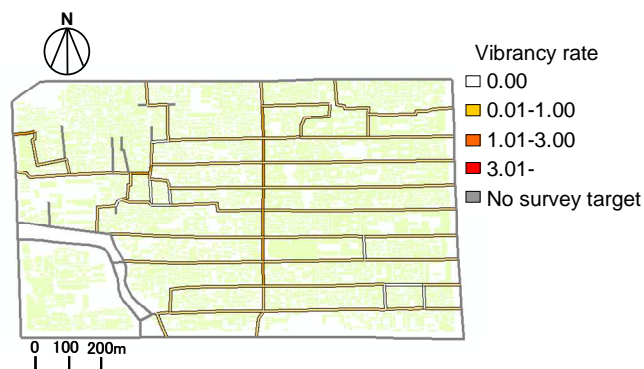 N
Vibrancy rate
0.00
0.01-1.00
1.01-3.00
3.01-
No survey target
0 100 200m